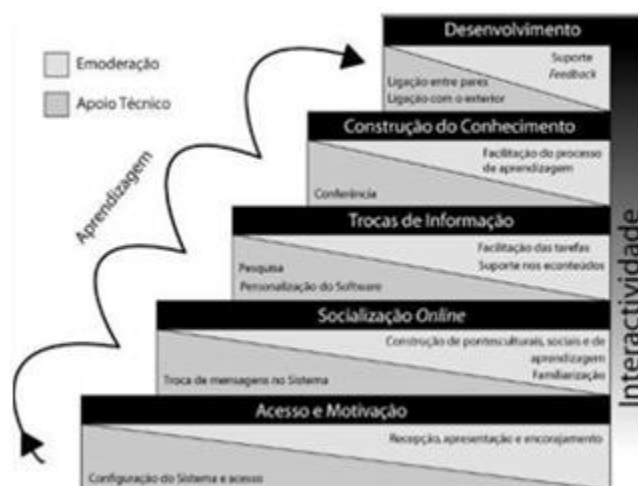 Emoderação
Apoio Técnico
Aprendizagem
Interactividade
Desenvolvimento
Suporte
Feedback
Ligação entre pares
Ligação com o exterior
Construção do Conhecimento
Facilitação do processo
de aprendizagem
Conferência
Trocas de Informação
Facilitação das tarefas
Suporte nos econteúdos
Pesquisa
Personalização do Software
Socialização Online
Construção de pontesculturais, sociais e de
aprendizagem
Familiarização
Troca de mensagens no Sistema
Acesso e Motivação
Recepção, apresentação e encorajamento
Configuração do Sistema e acesso